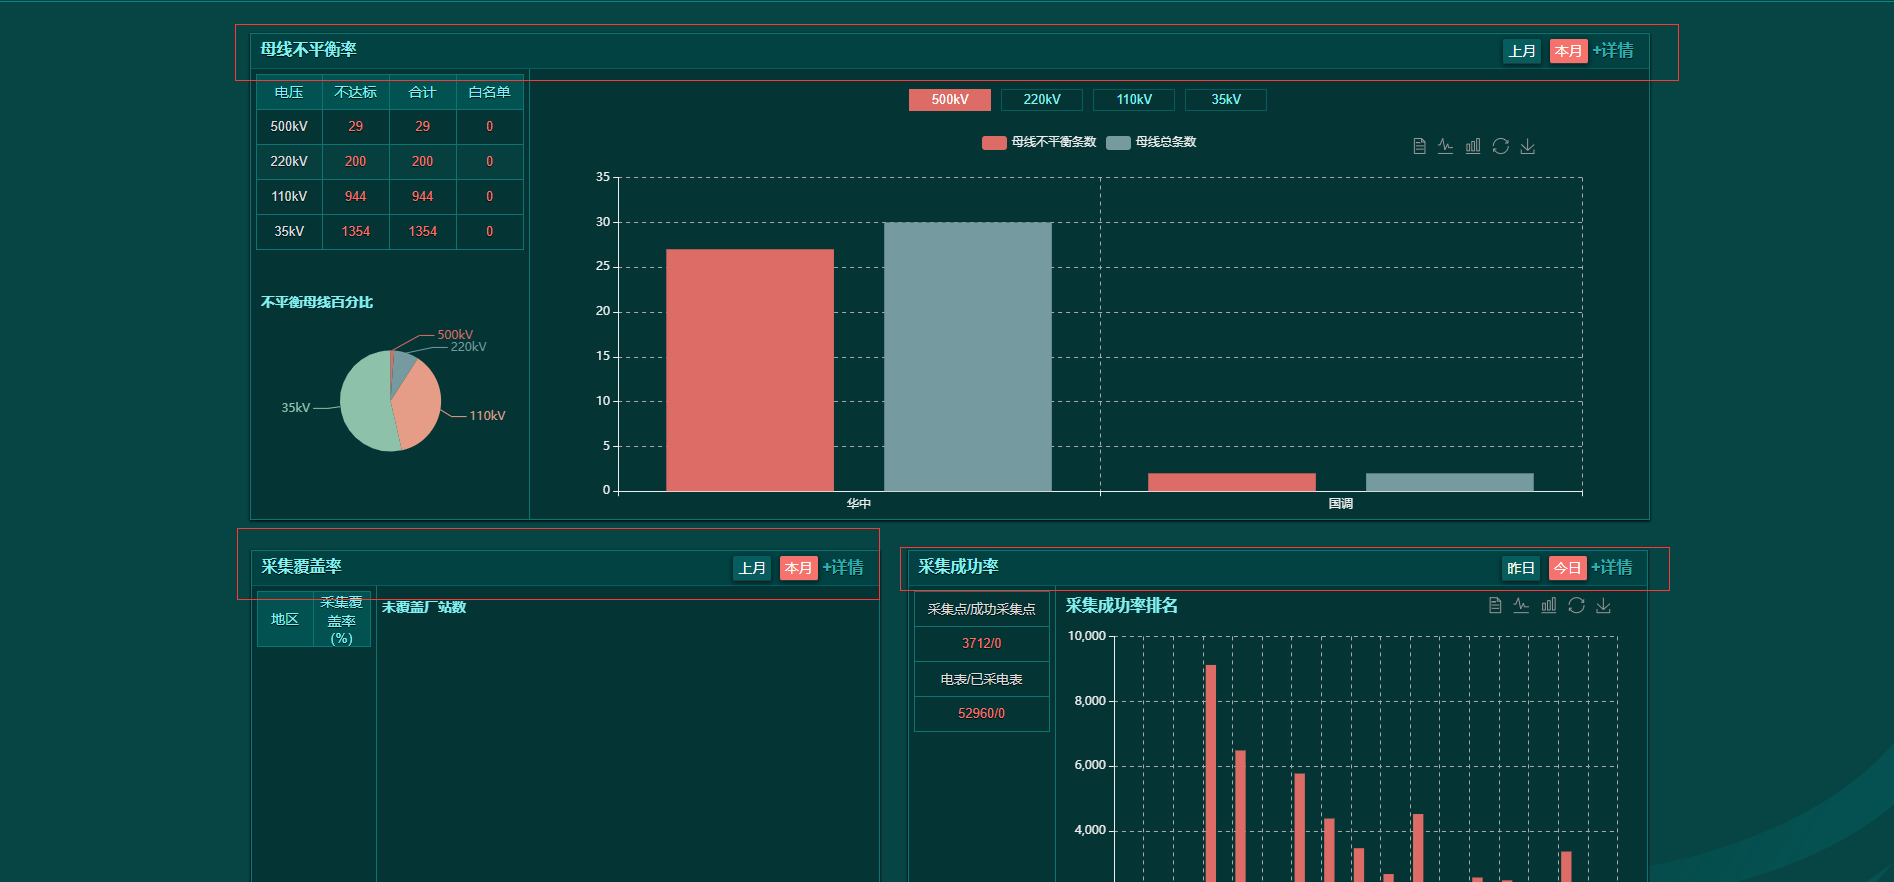 母线不平衡率
上月 本月 +详情
电压 不达标 合计 白名单
500kV 29 29 0
220kV 200 200 0
110kV 944 944 0
35kV 1354 1354 0
不平衡母线百分比
500kV
220kV
35kV
110kV
500kV 220kV 110kV 35kV
母线不平衡条数 母线总条数
35
30
25
20
15
10
5
0
华中 国调
采集覆盖率
上月 本月 +详情
地区
采集覆
盖率
(%)
未覆盖厂站数
采集成功率
昨日 今日 +详情
采集点/成功采集点
3712/0
电表/已采电表
52960/0
采集成功率排名
10,000
8,000
6,000
4,000